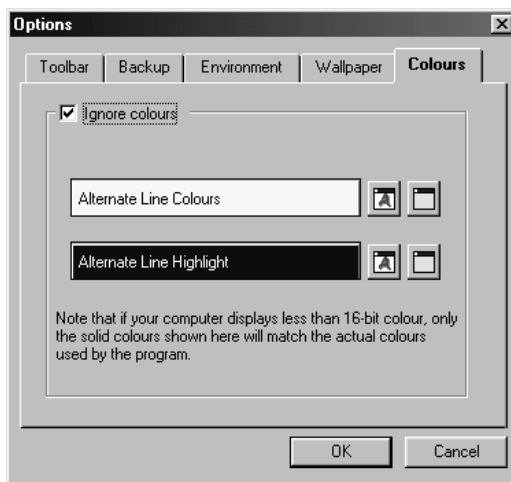 Options
Toolbar Backup Environment Wallpaper Colours
Ignore colours
Alternate Line Colours
Alternate Line Highlight
Note that if your computer displays less than 16-bit colour, only
the solid colours shown here will match the actual colours
used by the program.
OK Cancel